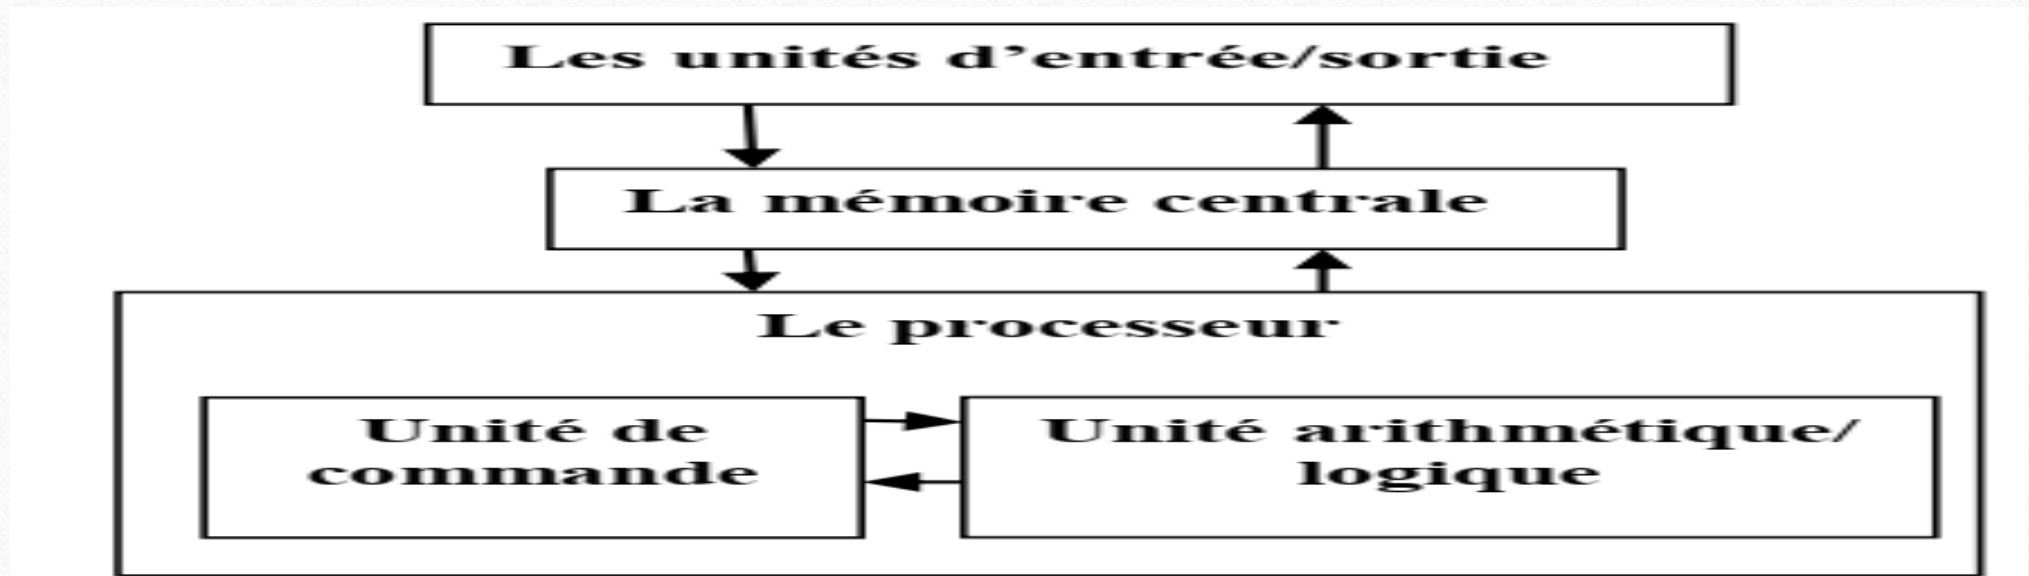 Les unités d’entrée/sortie
La mémoire centrale
Le processeur
Unité de
commande
Unité arithmétique/
logique